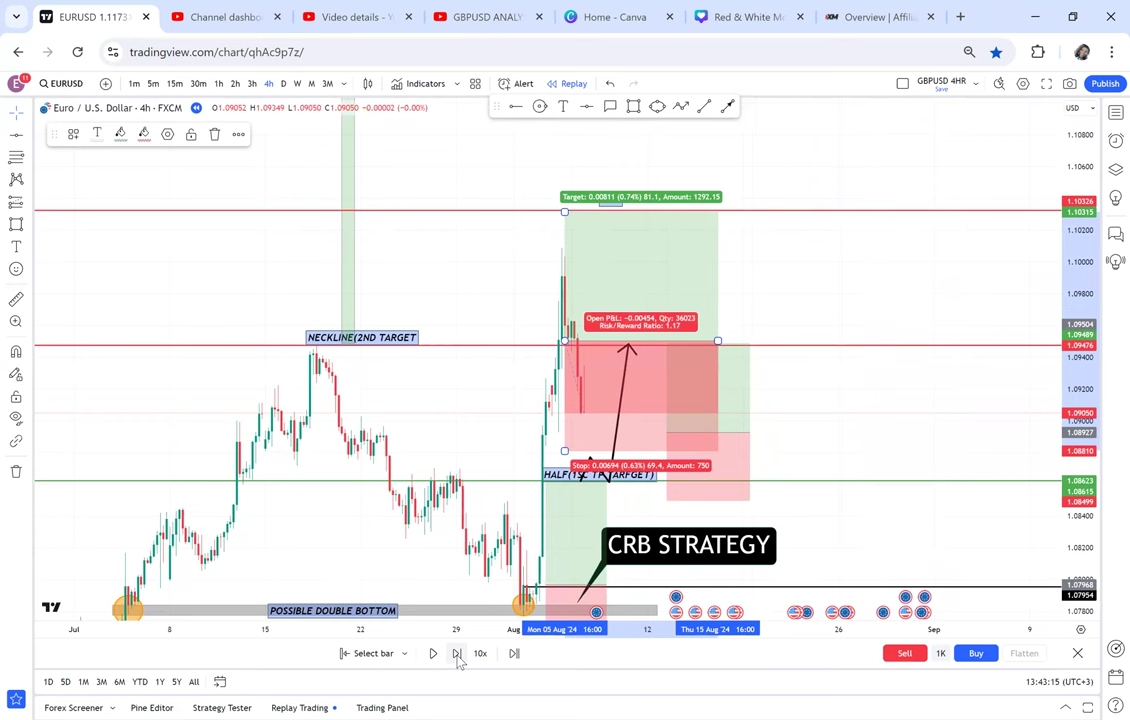 EURUSD 1.1173
Channel dashbo
Video details - Y
GBPUSD ANALY
Home - Canva
Red & White Me
Overview | Affilia
tradingview.com/chart/qhAc9p7z/
11
EURUSD
1m 5m 15m 30m 1h 2h 3h 4h D W M 3M
Indicators
Alert
Replay
GBPUSD 4HR
Save
Publish
Euro / U.S. Dollar · 4h · FXCM
O1.09052 H1.09349 L1.09050 C1.09050 -0.00002 (-0.00%)
USD
1.10800
1.10600
Target: 0.00811 (0.74%) 81.1, Amount: 1292.15
1.10326
1.10315
1.10200
1.10000
1.09800
Open P&L: -0.00454, Qty: 36023
Risk/Reward Ratio: 1.17
1.09504
1.09489
1.09476
NECKLINE(2ND TARGET
1.09400
1.09200
1.09050
1.08927
1.08810
Stop: 0.00694 (0.63%) 69.4, Amount: 750
1.08623
1.08615
1.08499
1.08400
CRB STRATEGY
1.08200
1.07968
1.07954
1.07800
POSSIBLE DOUBLE BOTTOM
Jul 8 15 22 29 Aug Mon 05 Aug '24 16:00 12 Thu 15 Aug '24 16:00 26 Sep 9
Select bar
10x
Sell
1K
Buy
Flatten
1D 5D 1M 3M 6M YTD 1Y 5Y All
13:43:15 (UTC+3)
Forex Screener
Pine Editor
Strategy Tester
Replay Trading
Trading Panel